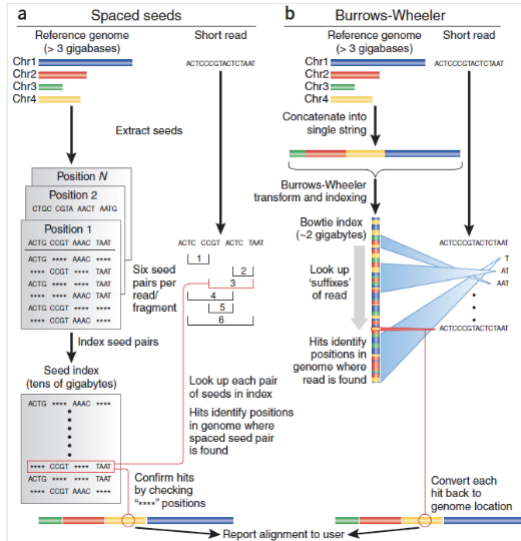 a
Spaced seeds
Reference genome
(> 3 gigabases)
Short read
Chr1
Chr2
Chr3
Chr4
ACTCCCGTACTCTAAT
Extract seeds
Position N
Position 2
CTGC CGTA AACT AATG
Position 1
ACTG CCGT AAAC TAAT
ACTG •••• AAAC ••••
•••• CCGT •••• TAAT
ACTG •••• •••• TAAT
•••• CCGT AAAC ••••
ACTG CCGT •••• ••••
•••• •••• AAAC TAAT
Six seed
pairs per
read/
fragment
ACTC CCGT ACTC TAAT
1
2
3
4
5
6
Index seed pairs
Seed index
(tens of gigabytes)
ACTG •••• AAAC ••••
•••• CCGT •••• TAAT
ACTG •••• •••• TAAT
•••• CCGT AAAC ••••
Look up each pair
of seeds in index
Hits identify positions
in genome where
spaced seed pair
is found
Confirm hits
by checking
"••••" positions
b
Burrows-Wheeler
Reference genome
(> 3 gigabases)
Short read
Chr1
Chr2
Chr3
Chr4
ACTCCCGTACTCTAAT
Concatenate into
single string
Burrows-Wheeler
transform and indexing
Bowtie index
(~2 gigabytes)
ACTCCCGTACTCTAAT
T
AT
AAT
Look up
'suffixes'
of read
ACTCCCGTACTCTAAT
Hits identify
positions in
genome where
read is found
Convert each
hit back to
genome location
Report alignment to user